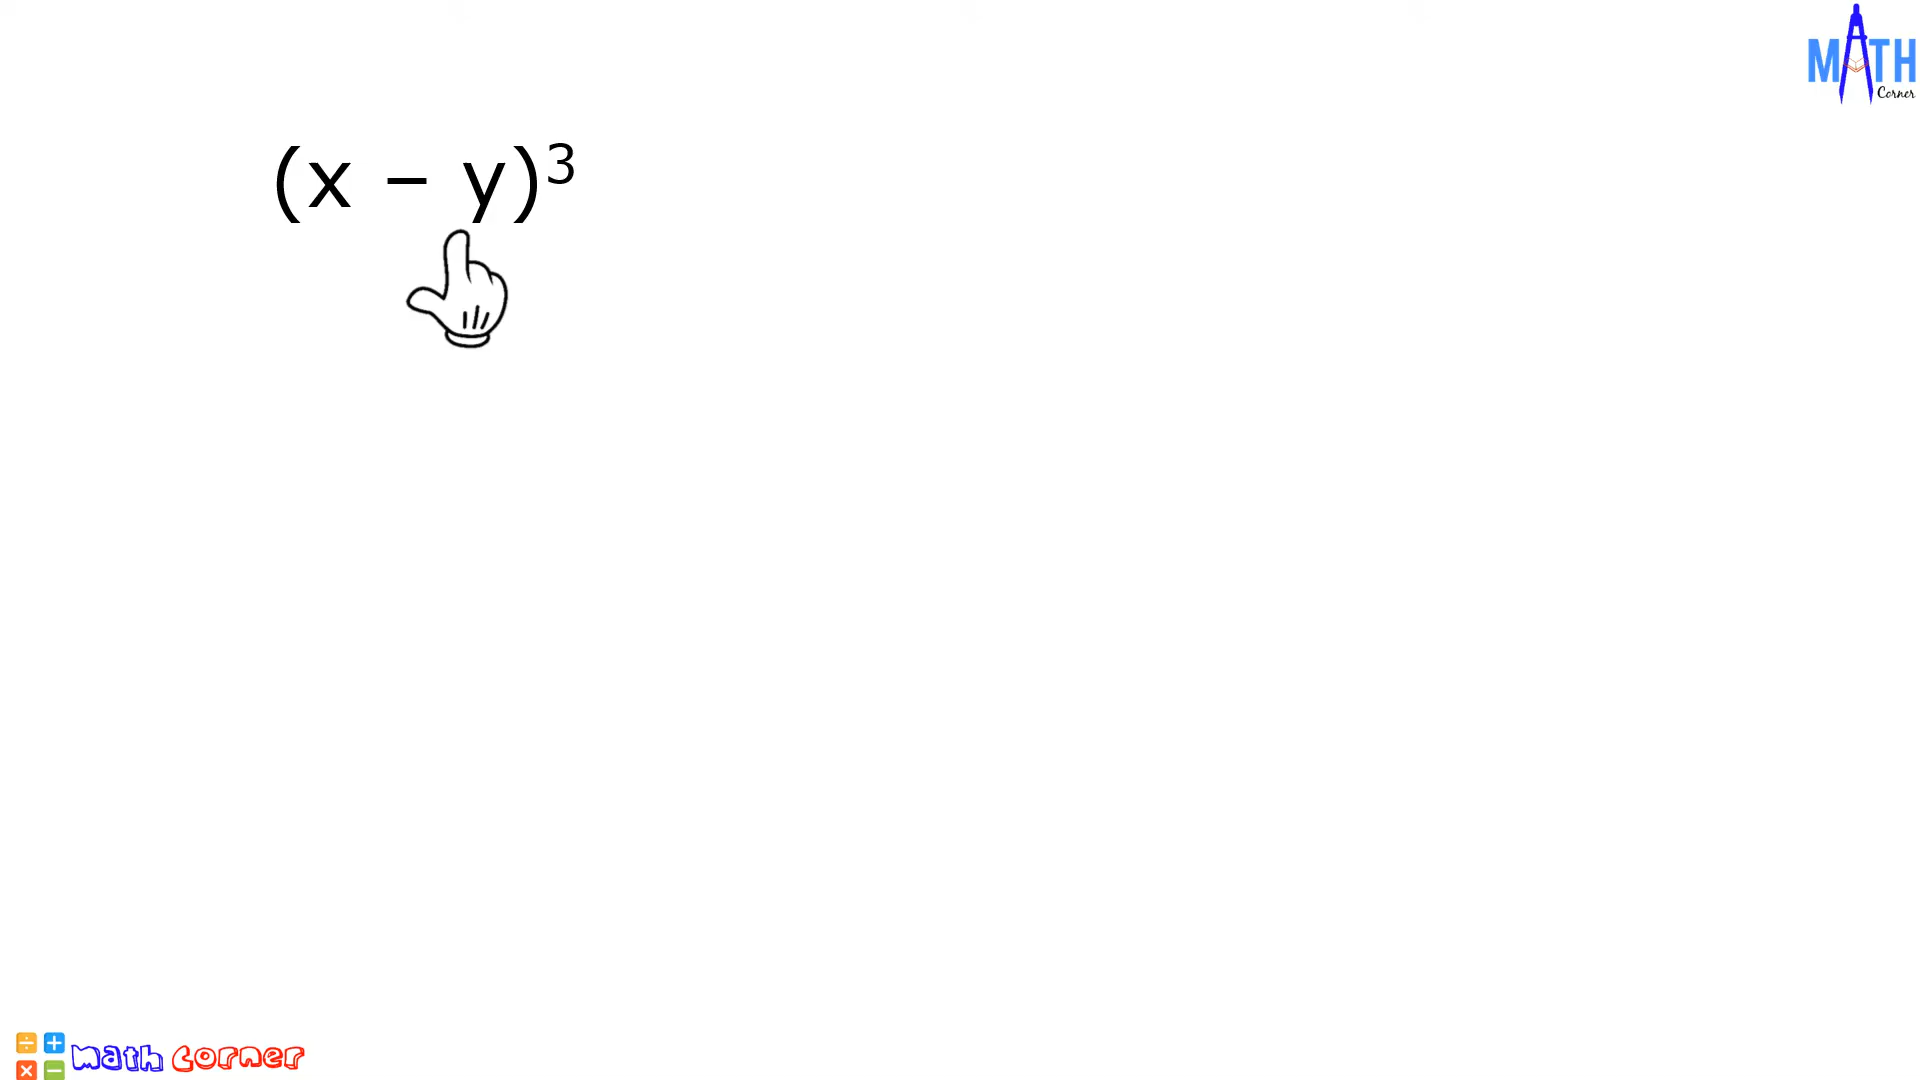 MATH
Corner
(x – y)³
math corner